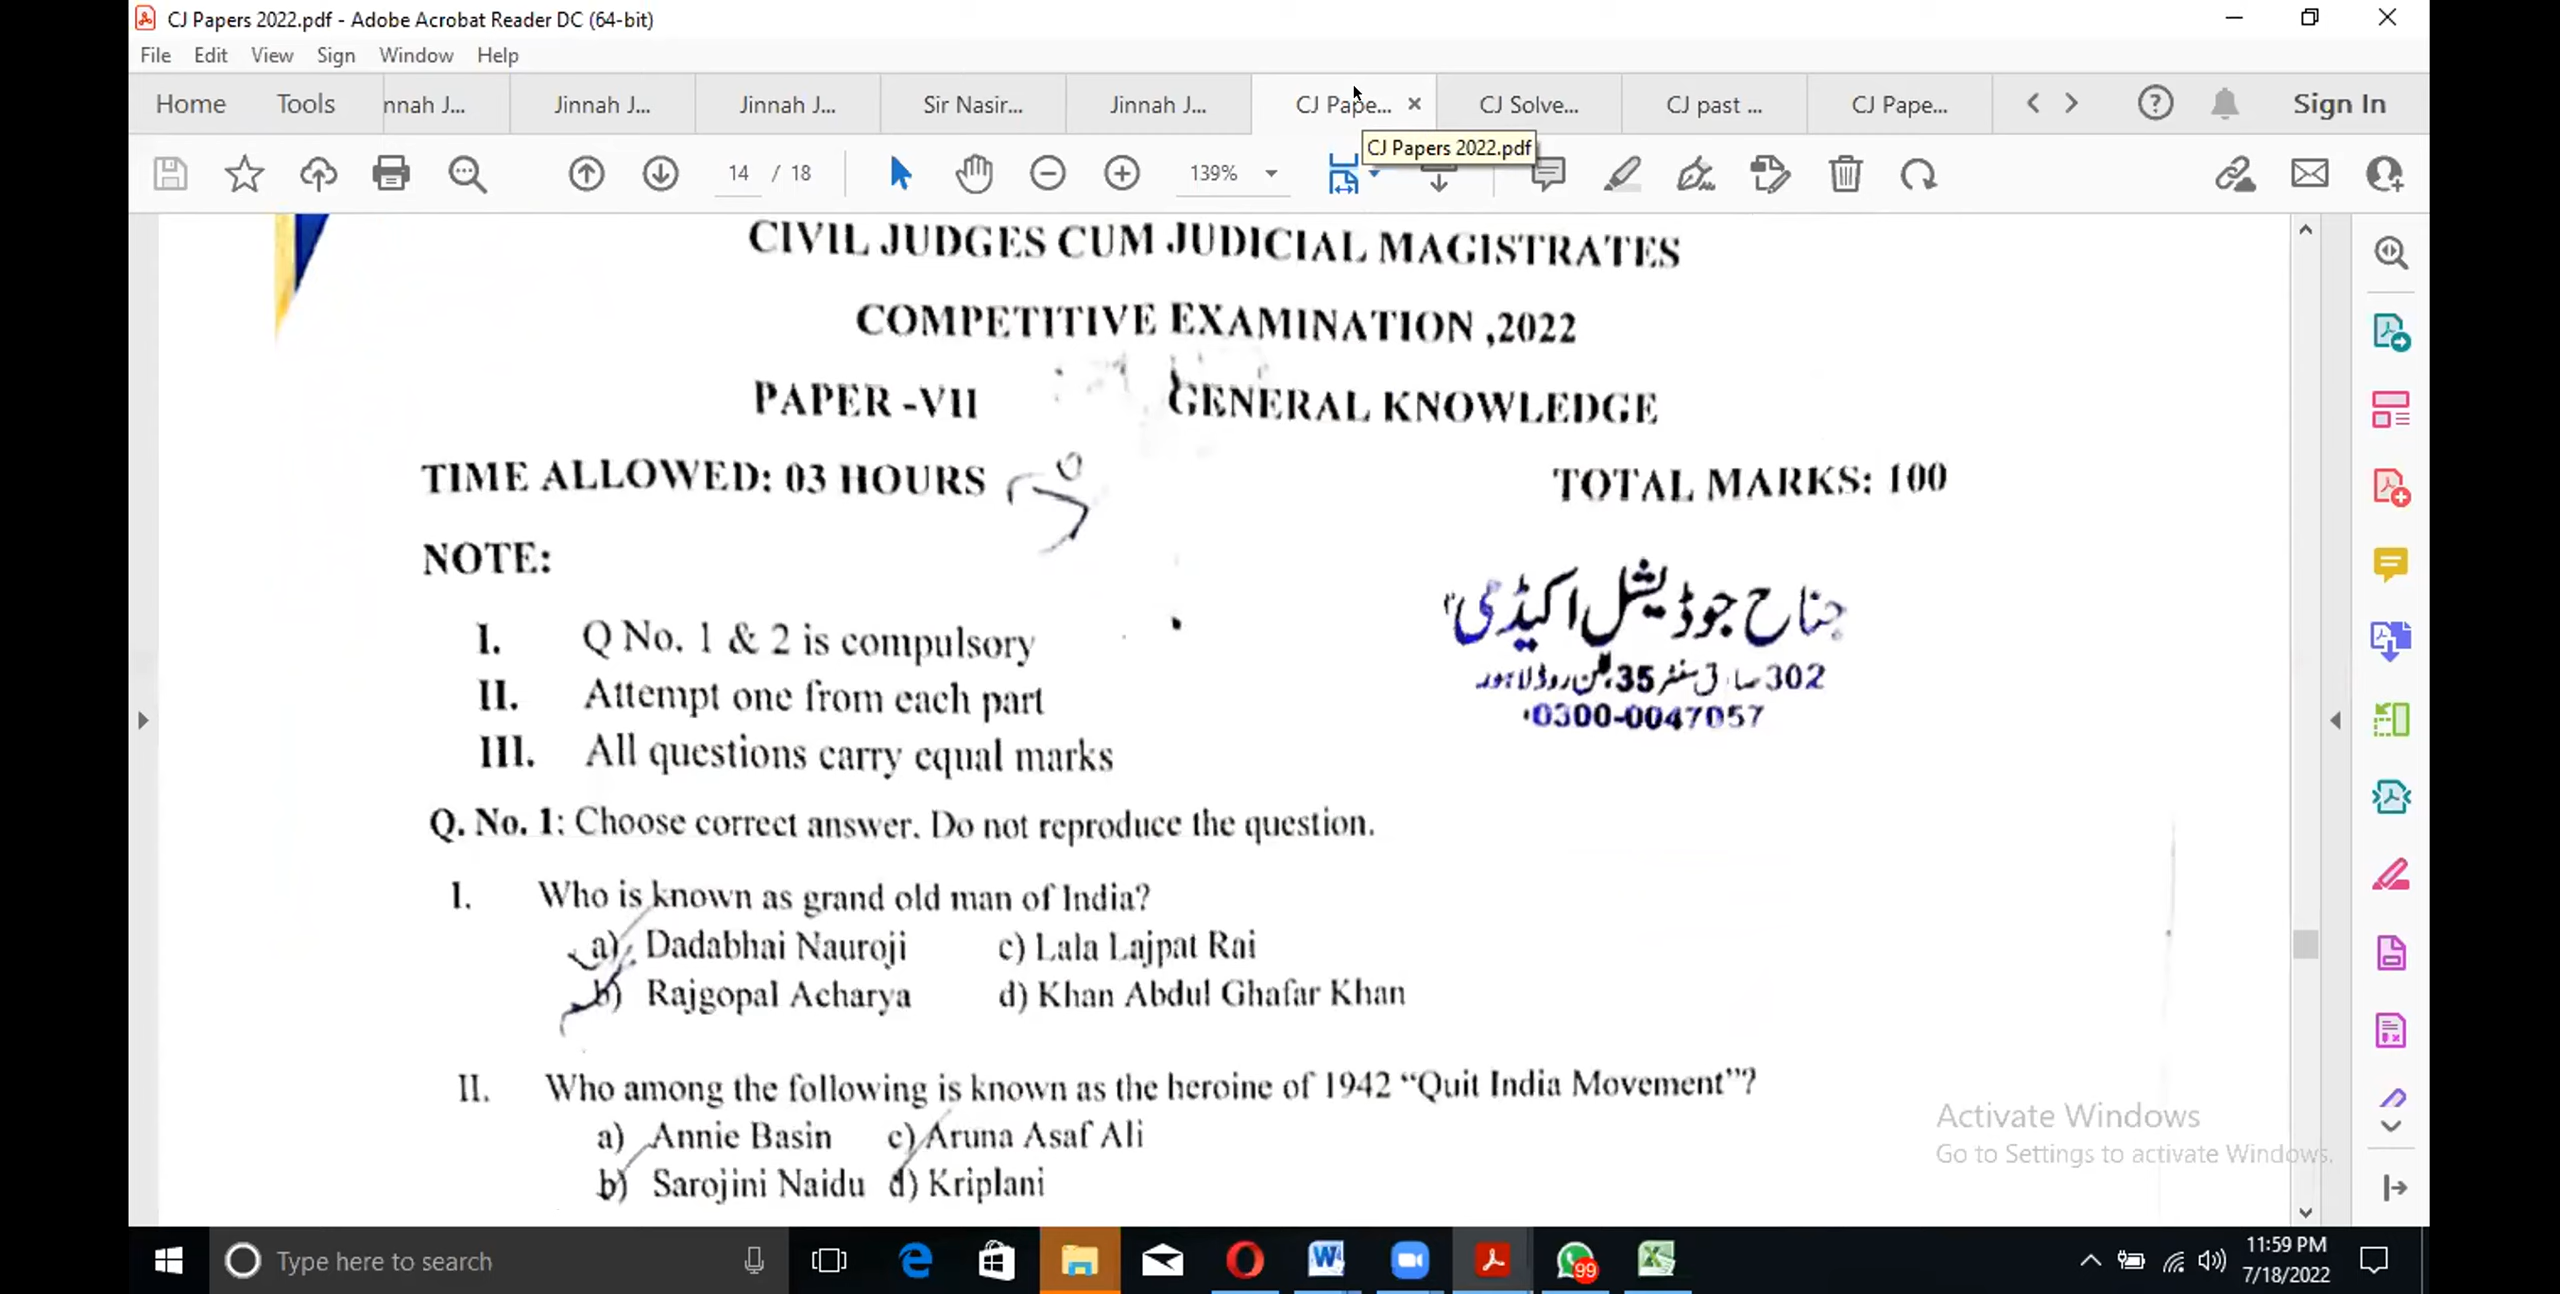 CJ Papers 2022.pdf - Adobe Acrobat Reader DC (64-bit)
File Edit View Sign Window Help
Home Tools nnah J... Jinnah J... Jinnah J... Sir Nasir... Jinnah J... CJ Pape... CJ Solve... CJ past ... CJ Pape... Sign In
CJ Papers 2022.pdf
14 / 18 139%
CIVIL JUDGES CUM JUDICIAL MAGISTRATES
COMPETITIVE EXAMINATION ,2022
PAPER -VII GENERAL KNOWLEDGE
TIME ALLOWED: 03 HOURS TOTAL MARKS: 100
NOTE:
جناح جوڈیشل اکیڈمی
302
35
روڈ لاہور
0300-0047057
I. Q No. 1 & 2 is compulsory
II. Attempt one from each part
III. All questions carry equal marks
Q. No. 1: Choose correct answer. Do not reproduce the question.
I. Who is known as grand old man of India?
a) Dadabhai Nauroji c) Lala Lajpat Rai
b) Rajgopal Acharya d) Khan Abdul Ghafar Khan
II. Who among the following is known as the heroine of 1942 “Quit India Movement”?
a) Annie Basin c) Aruna Asaf Ali
b) Sarojini Naidu d) Kriplani
Activate Windows
Go to Settings to activate Windows.
Type here to search
99
11:59 PM
7/18/2022